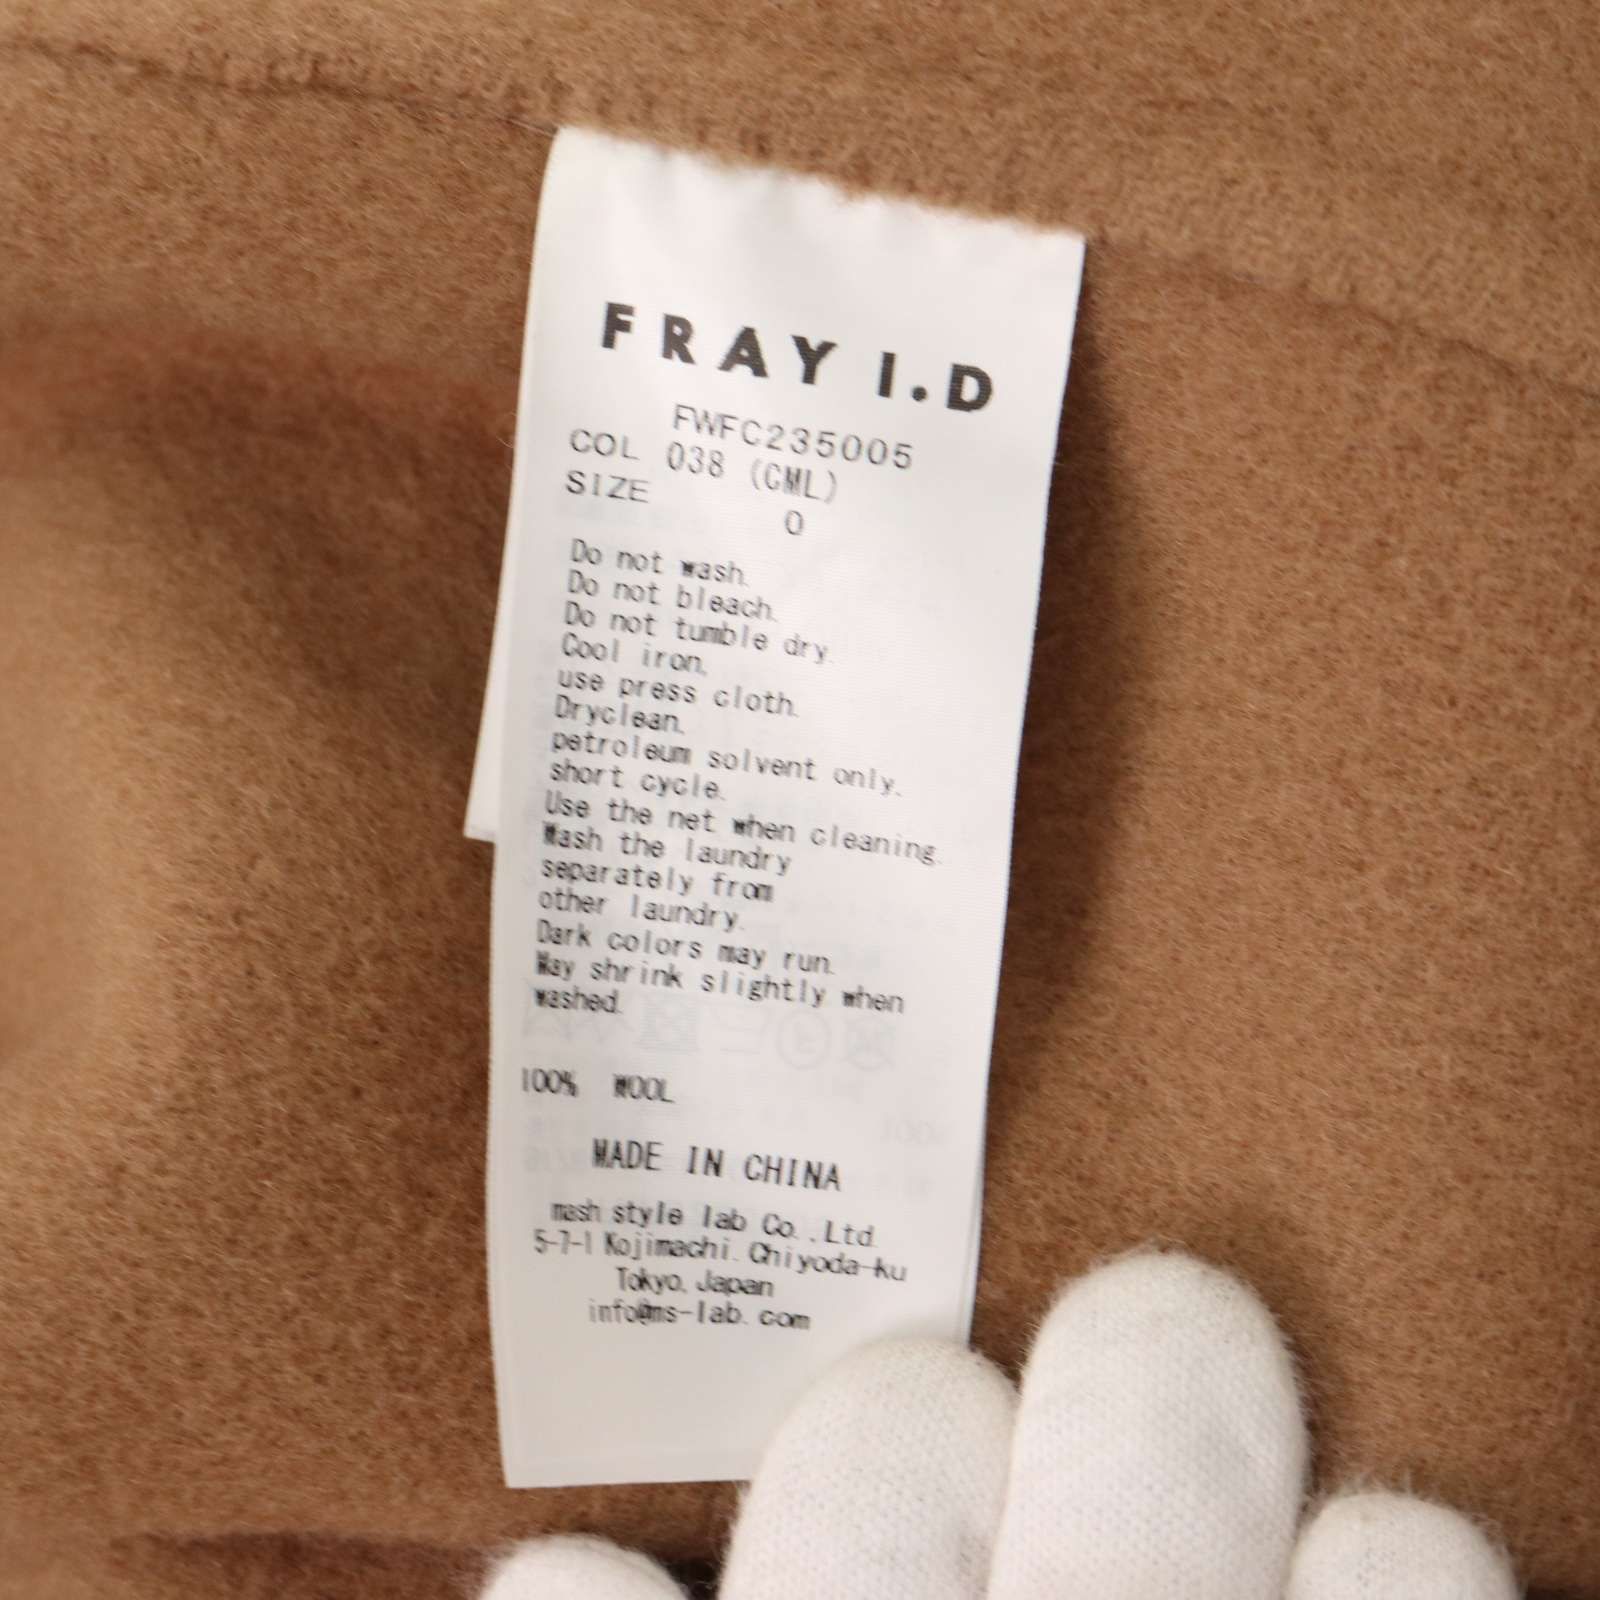 FRAY I.D
FWFC235005
COL 038 (CML)
SIZE 0
Do not wash.
Do not bleach.
Do not tumble dry.
Cool iron,
use press cloth.
Dryclean,
petroleum solvent only,
short cycle.
Use the net when cleaning.
Wash the laundry
separately from
other laundry.
Dark colors may run.
May shrink slightly when
washed.
100% WOOL
MADE IN CHINA
mash style lab Co.,Ltd.
5-7-1 Kojimachi. Chiyoda-ku
Tokyo, Japan
info@ms-lab.com